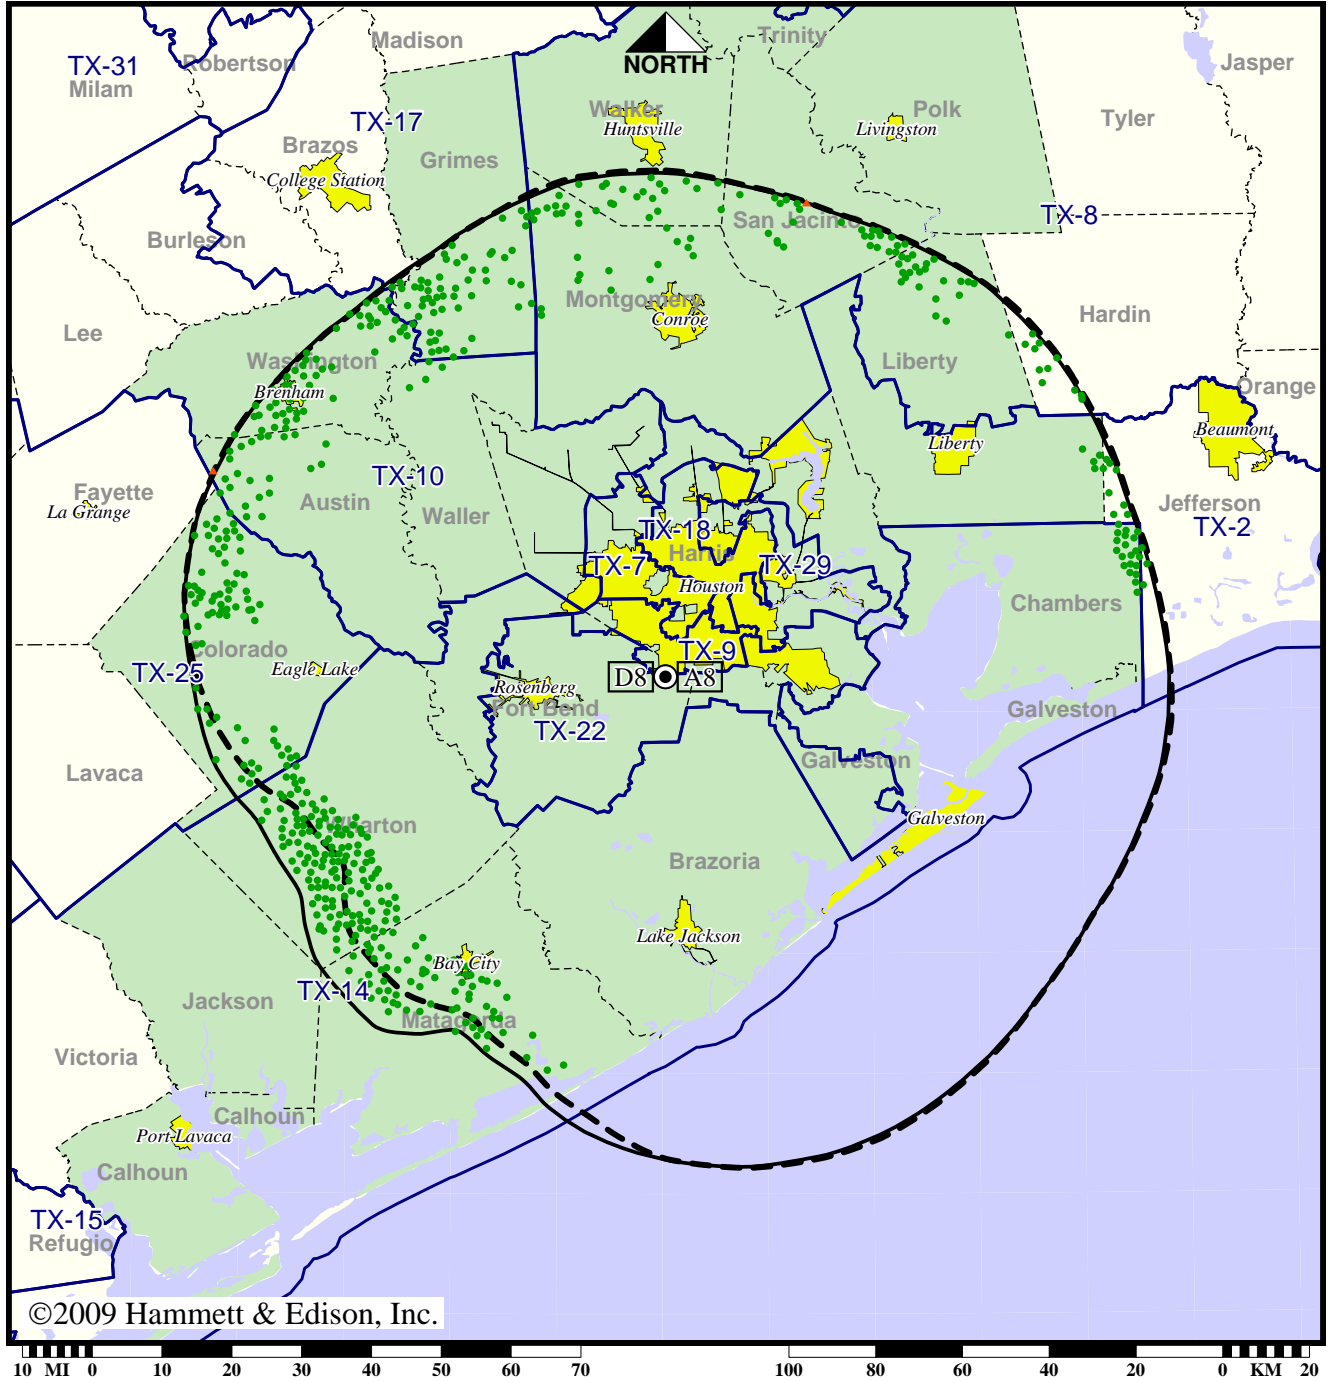 Madison
Trinity
TX-31
Milam
Robertson
NORTH
Jasper
TX-17
Walker
Huntsville
Polk
Livingston
Tyler
Brazos
College Station
Grimes
San Jacinto
TX-8
Burleson
Montgomery
Conroe
Hardin
Lee
Washington
Brenham
Liberty
Orange
Liberty
Beaumont
Fayette
La Grange
Austin
TX-10
Waller
Jefferson
TX-2
TX-18
Harris
TX-7
TX-29
Houston
Chambers
Colorado
TX-25
Eagle Lake
TX-9
D8
A8
Rosenberg
Fort Bend
TX-22
Galveston
Lavaca
Galveston
Wharton
Galveston
Brazoria
Lake Jackson
Bay City
TX-14
Jackson
Matagorda
Victoria
Calhoun
Port Lavaca
Calhoun
TX-15
Refugio
©2009 Hammett & Edison, Inc.
10 MI 0 10 20 30 40 50 60 70
100 80 60 40 20 0 KM 20